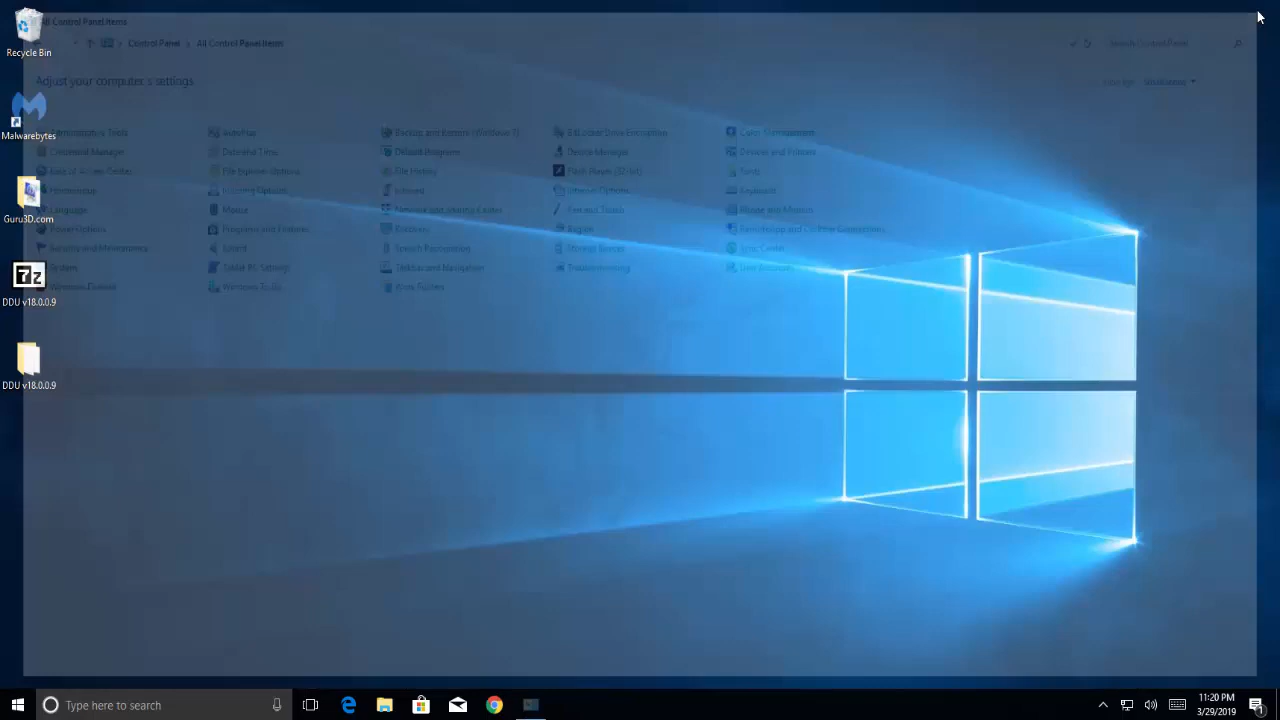 All Control Panel Items
Recycle Bin
Control Panel > All Control Panel Items
Search Control Panel
Adjust your computer's settings
Malwarebytes
Administrative Tools
AutoPlay
Backup and Restore (Windows 7)
BitLocker Drive Encryption
Color Management
Credential Manager
Date and Time
Default Programs
Device Manager
Devices and Printers
Ease of Access Center
File Explorer Options
File History
Flash Player (32-bit)
Fonts
HomeGroup
Indexing Options
Infrared
Internet Options
Keyboard
Guru3D.com
Language
Mouse
Network and Sharing Center
Pen and Touch
Phone and Modem
Power Options
Programs and Features
Recovery
Region
RemoteApp and Desktop Connections
Security and Maintenance
Sound
Speech Recognition
Storage Spaces
Sync Center
System
Tablet PC Settings
Taskbar and Navigation
Troubleshooting
User Accounts
Windows Defender
Windows To Go
Work Folders
DDU v18.0.0.9
DDU v18.0.0.9
Type here to search
11:20 PM
3/29/2019
1